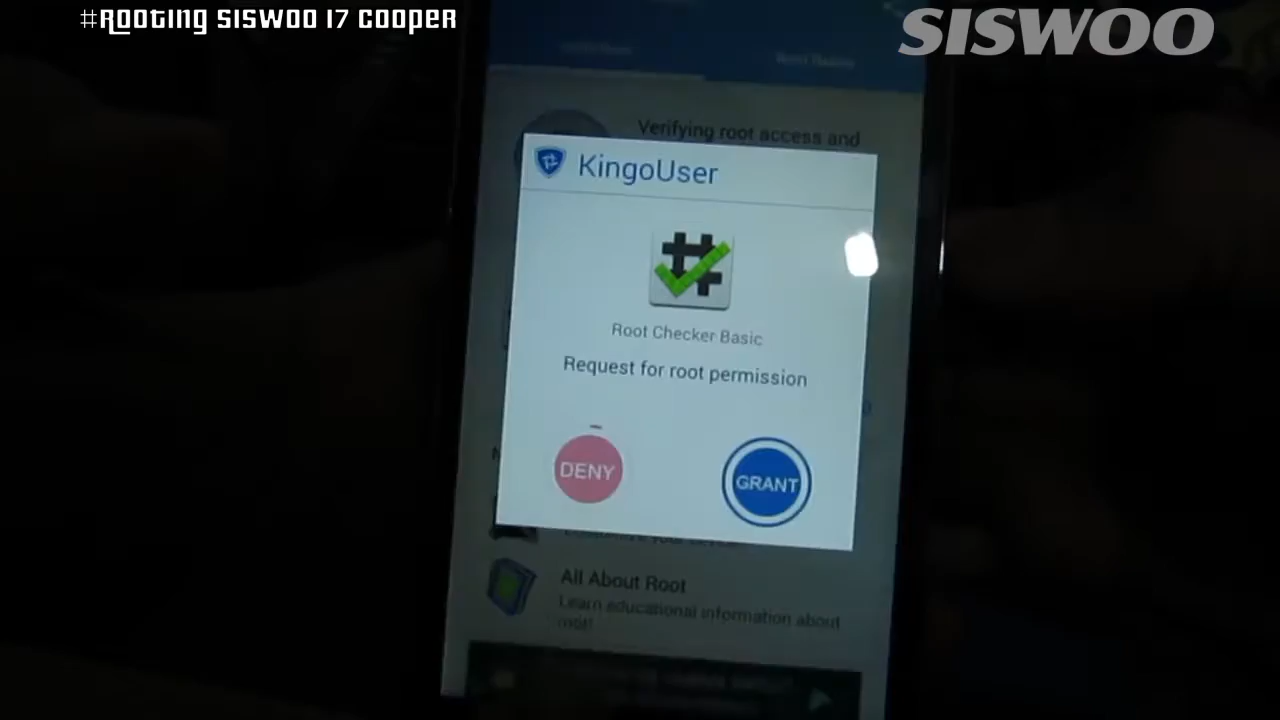 #Rooting SISWOO I7 Cooper
SISWOO
Verifying root access and
KingoUser
Root Checker Basic
Request for root permission
DENY
GRANT
All About Root
Learn educational information about
root!